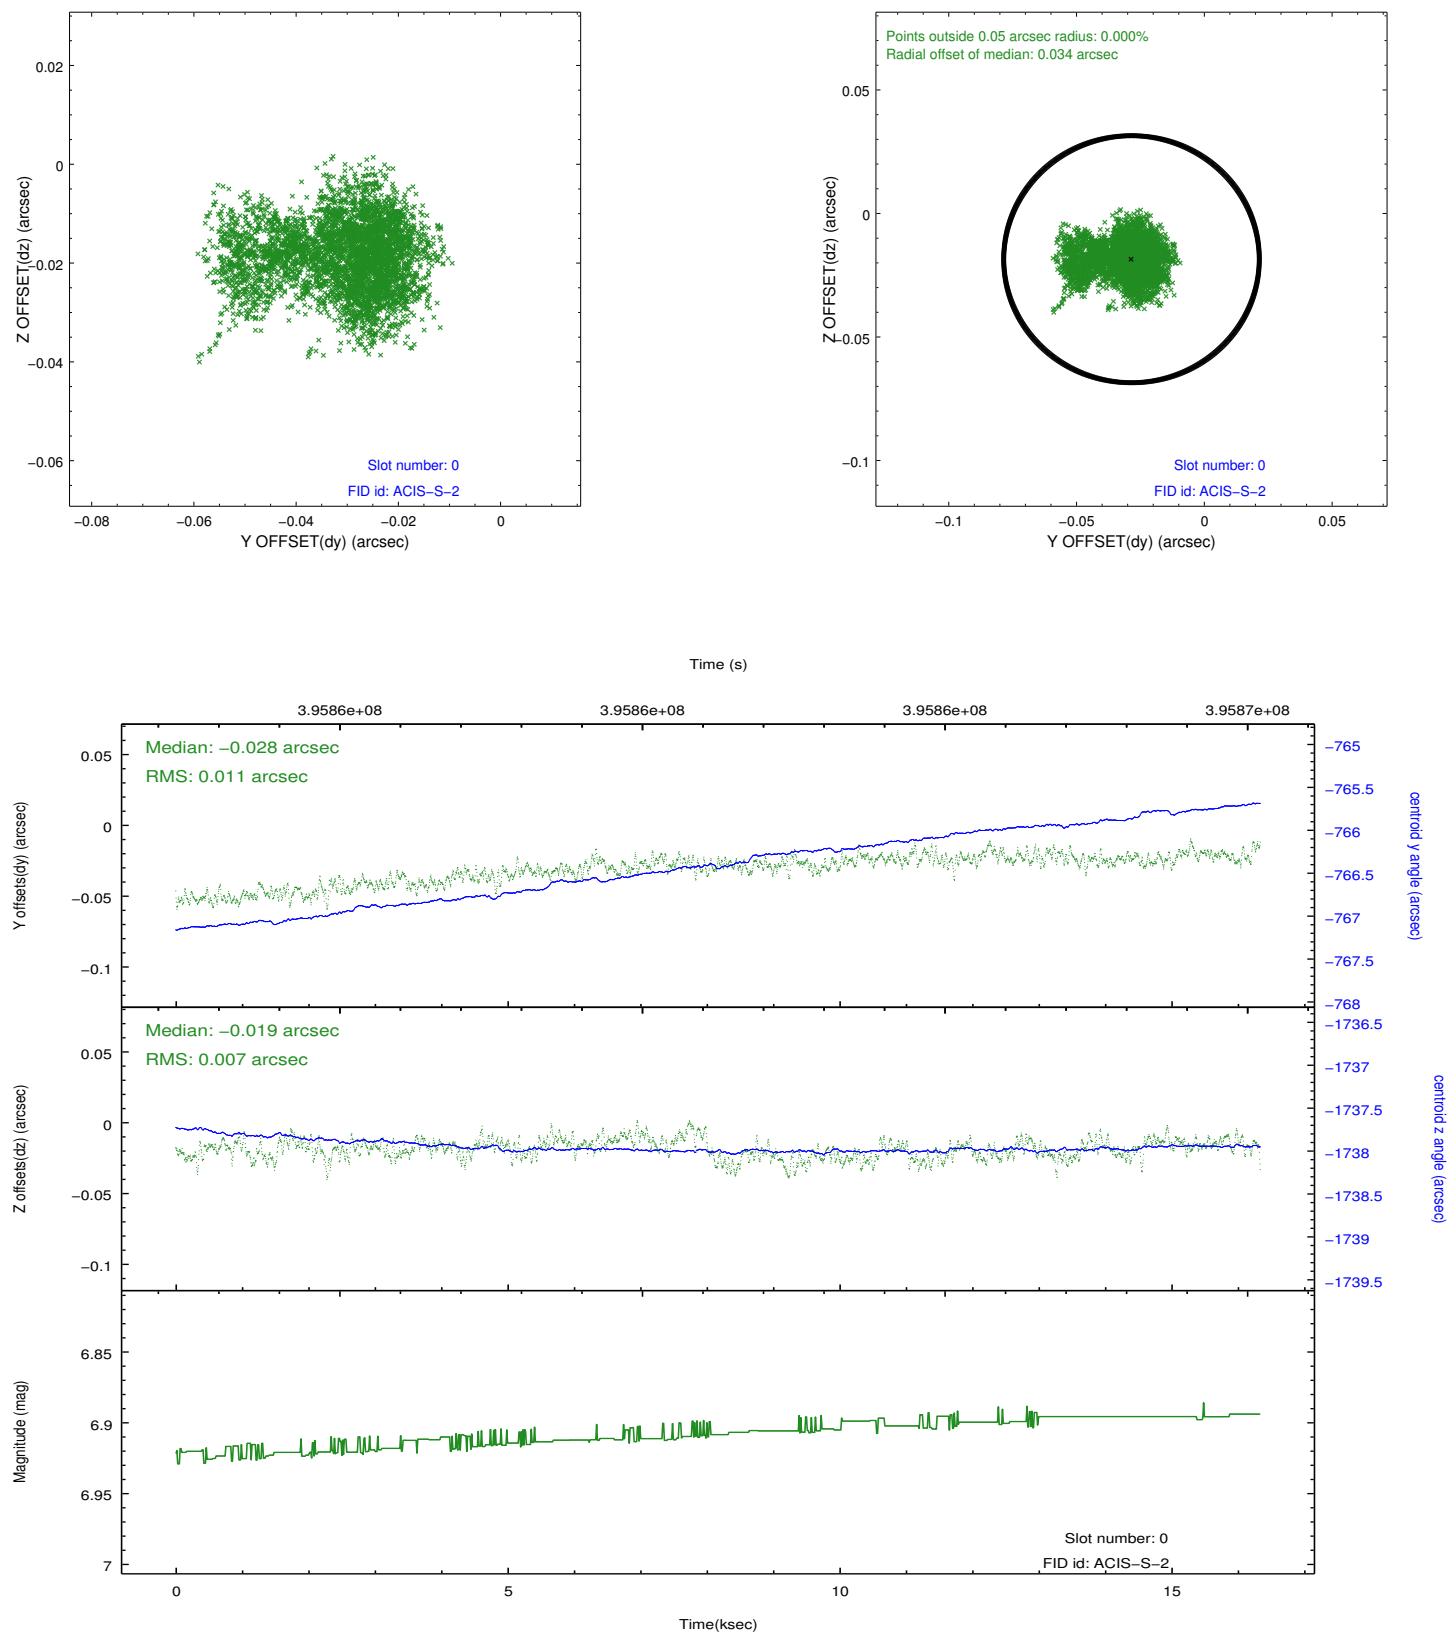 0.02
0
−0.02
−0.04
−0.06
Z OFFSET(dz) (arcsec)
Slot number: 0
FID id: ACIS−S−2
−0.08 −0.06 −0.04 −0.02 0
Y OFFSET(dy) (arcsec)
Points outside 0.05 arcsec radius: 0.000%
Radial offset of median: 0.034 arcsec
0.05
0
−0.05
−0.1
Z OFFSET(dz) (arcsec)
Slot number: 0
FID id: ACIS−S−2
−0.1 −0.05 0 0.05
Y OFFSET(dy) (arcsec)
Time (s)
3.9586e+08 3.9586e+08 3.9586e+08 3.9587e+08
Median: −0.028 arcsec
RMS: 0.011 arcsec
0.05
0
−0.05
−0.1
Y offsets(dy) (arcsec)
−765
−765.5
−766
−766.5
−767
−767.5
−768
centroid y angle (arcsec)
Median: −0.019 arcsec
RMS: 0.007 arcsec
0.05
0
−0.05
−0.1
Z offsets(dz) (arcsec)
−1736.5
−1737
−1737.5
−1738
−1738.5
−1739
−1739.5
centroid z angle (arcsec)
6.85
6.9
6.95
7
Magnitude (mag)
Slot number: 0
FID id: ACIS−S−2
0 5 10 15
Time(ksec)